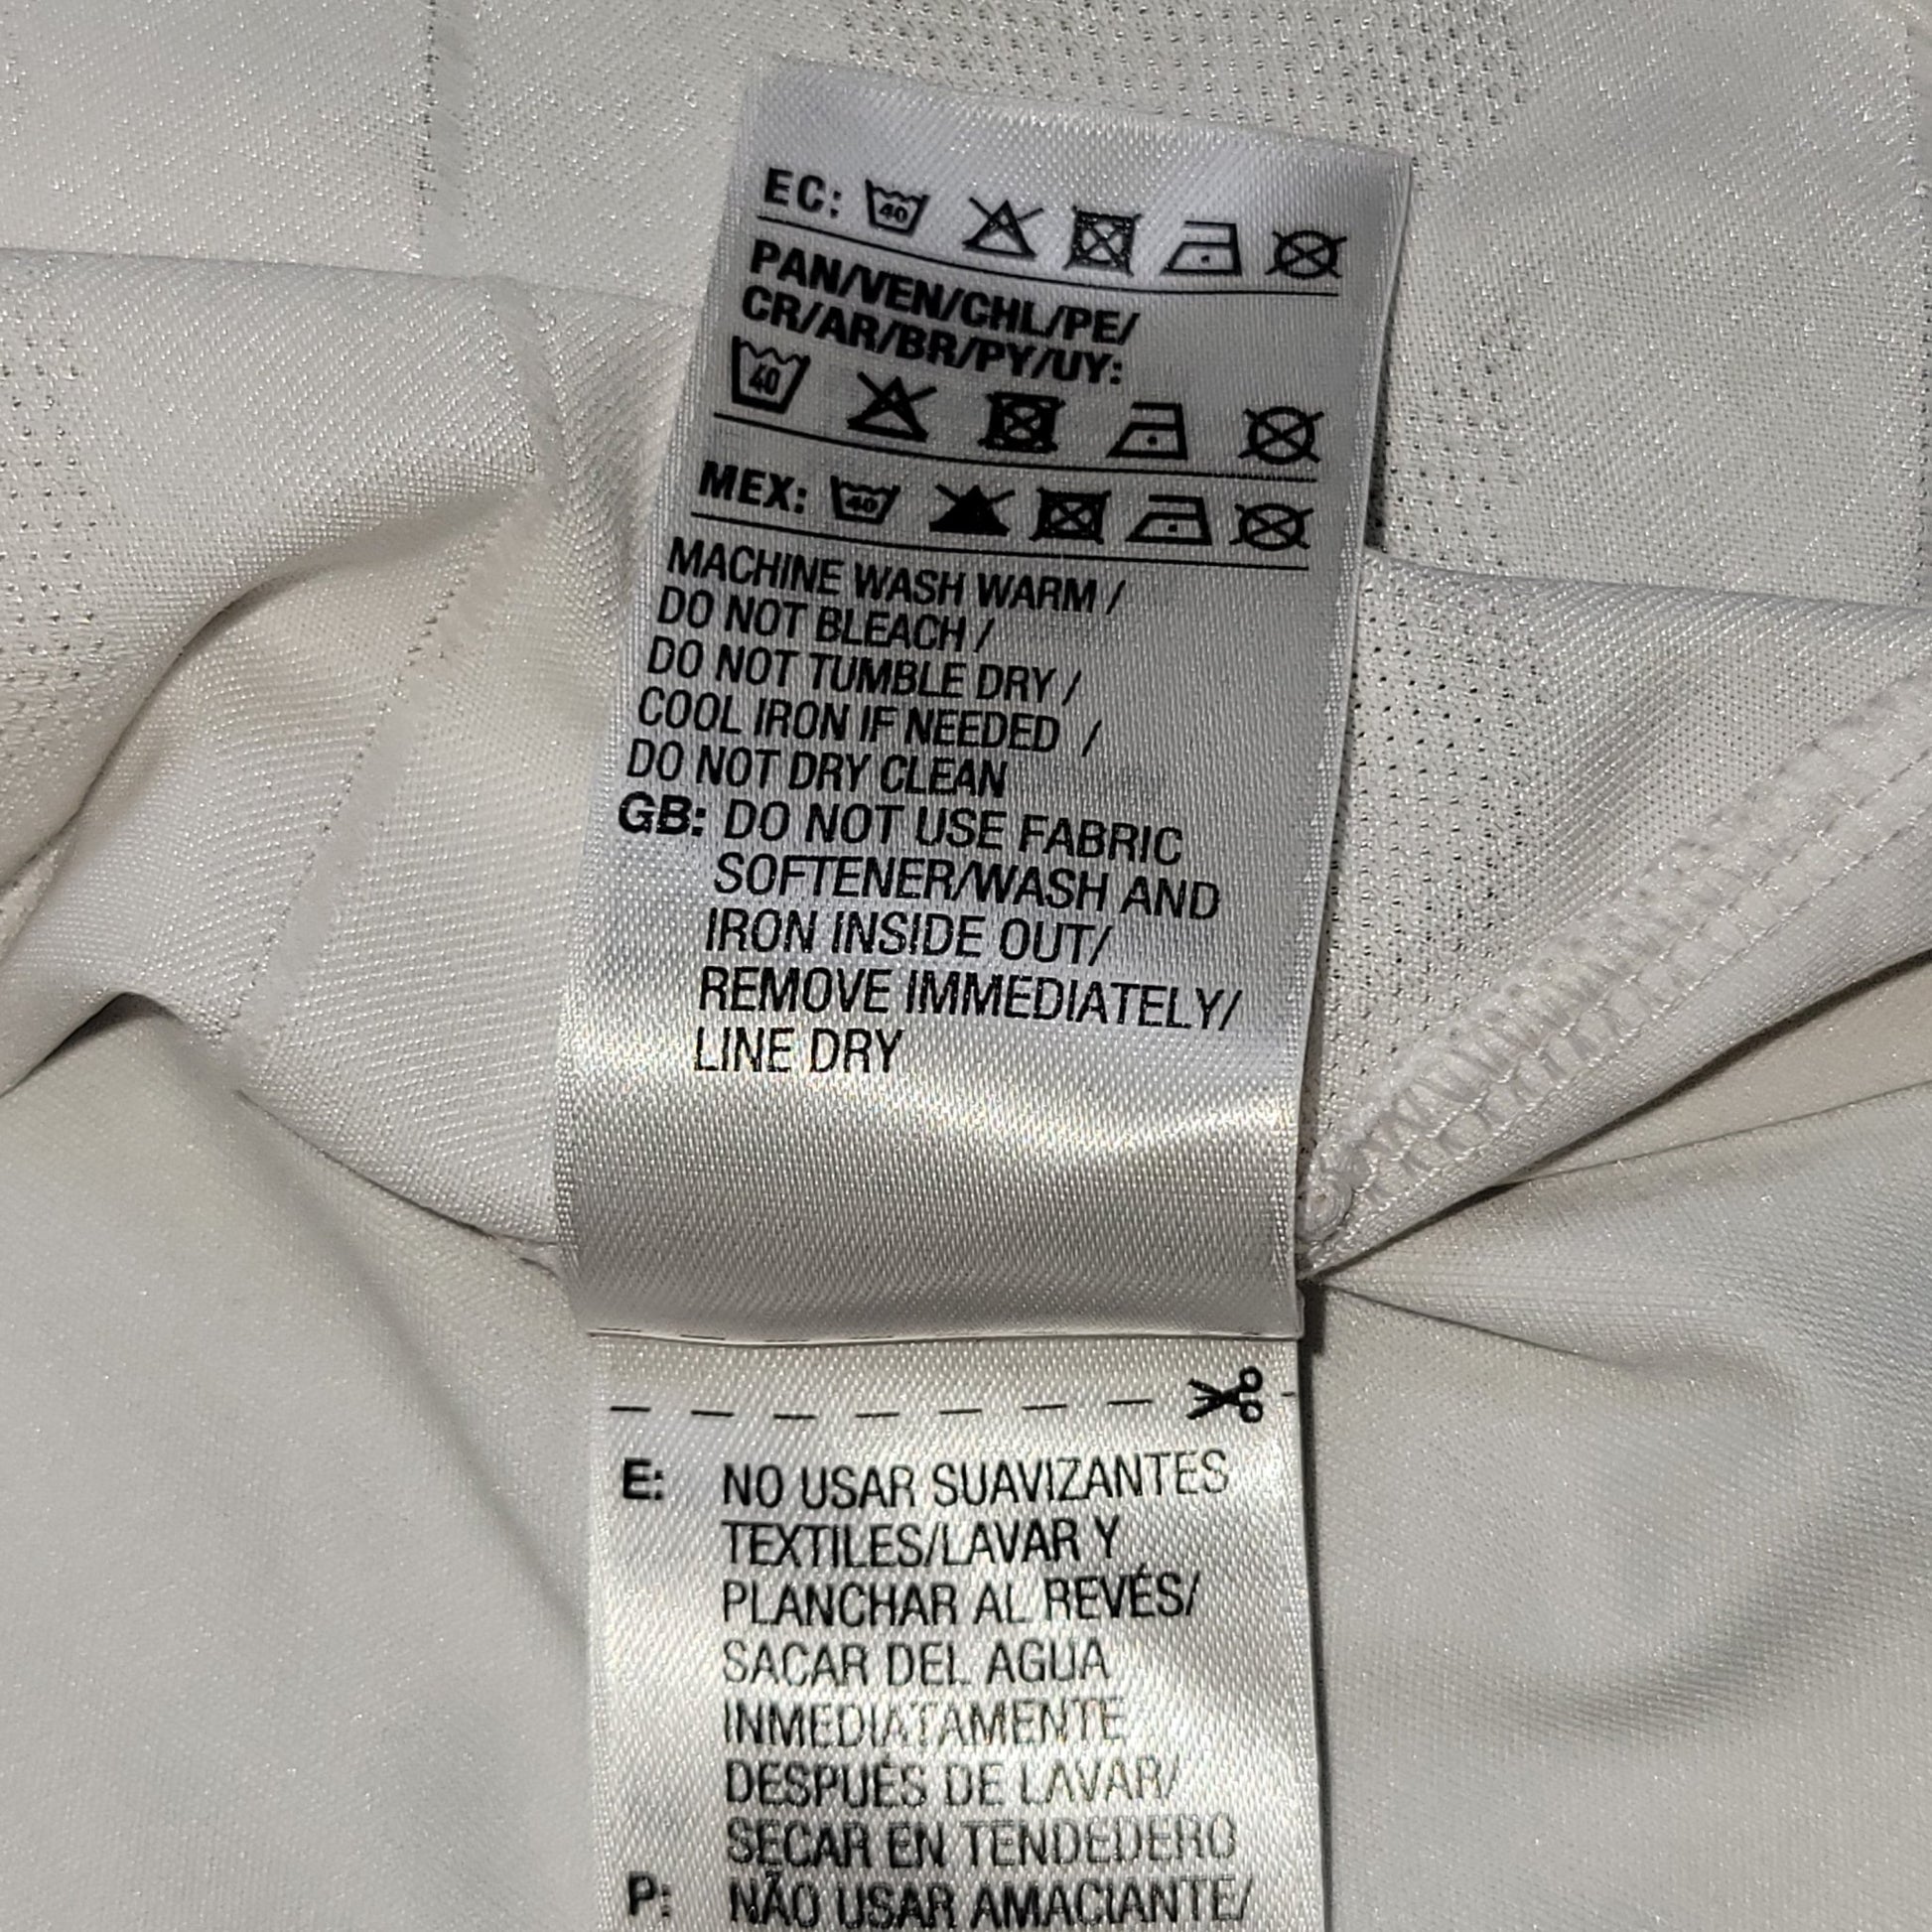 EC: 40
PAN/VEN/CHL/PE/
CR/AR/BR/PY/UY:
40
MEX: 40
MACHINE WASH WARM /
DO NOT BLEACH /
DO NOT TUMBLE DRY /
COOL IRON IF NEEDED /
DO NOT DRY CLEAN
GB: DO NOT USE FABRIC
SOFTENER/WASH AND
IRON INSIDE OUT/
REMOVE IMMEDIATELY/
LINE DRY
E: NO USAR SUAVIZANTES
TEXTILES/LAVAR Y
PLANCHAR AL REVÉS/
SACAR DEL AGUA
INMEDIATAMENTE
DESPUÉS DE LAVAR/
SECAR EN TENDEDERO
P: NÃO USAR AMACIANTE/